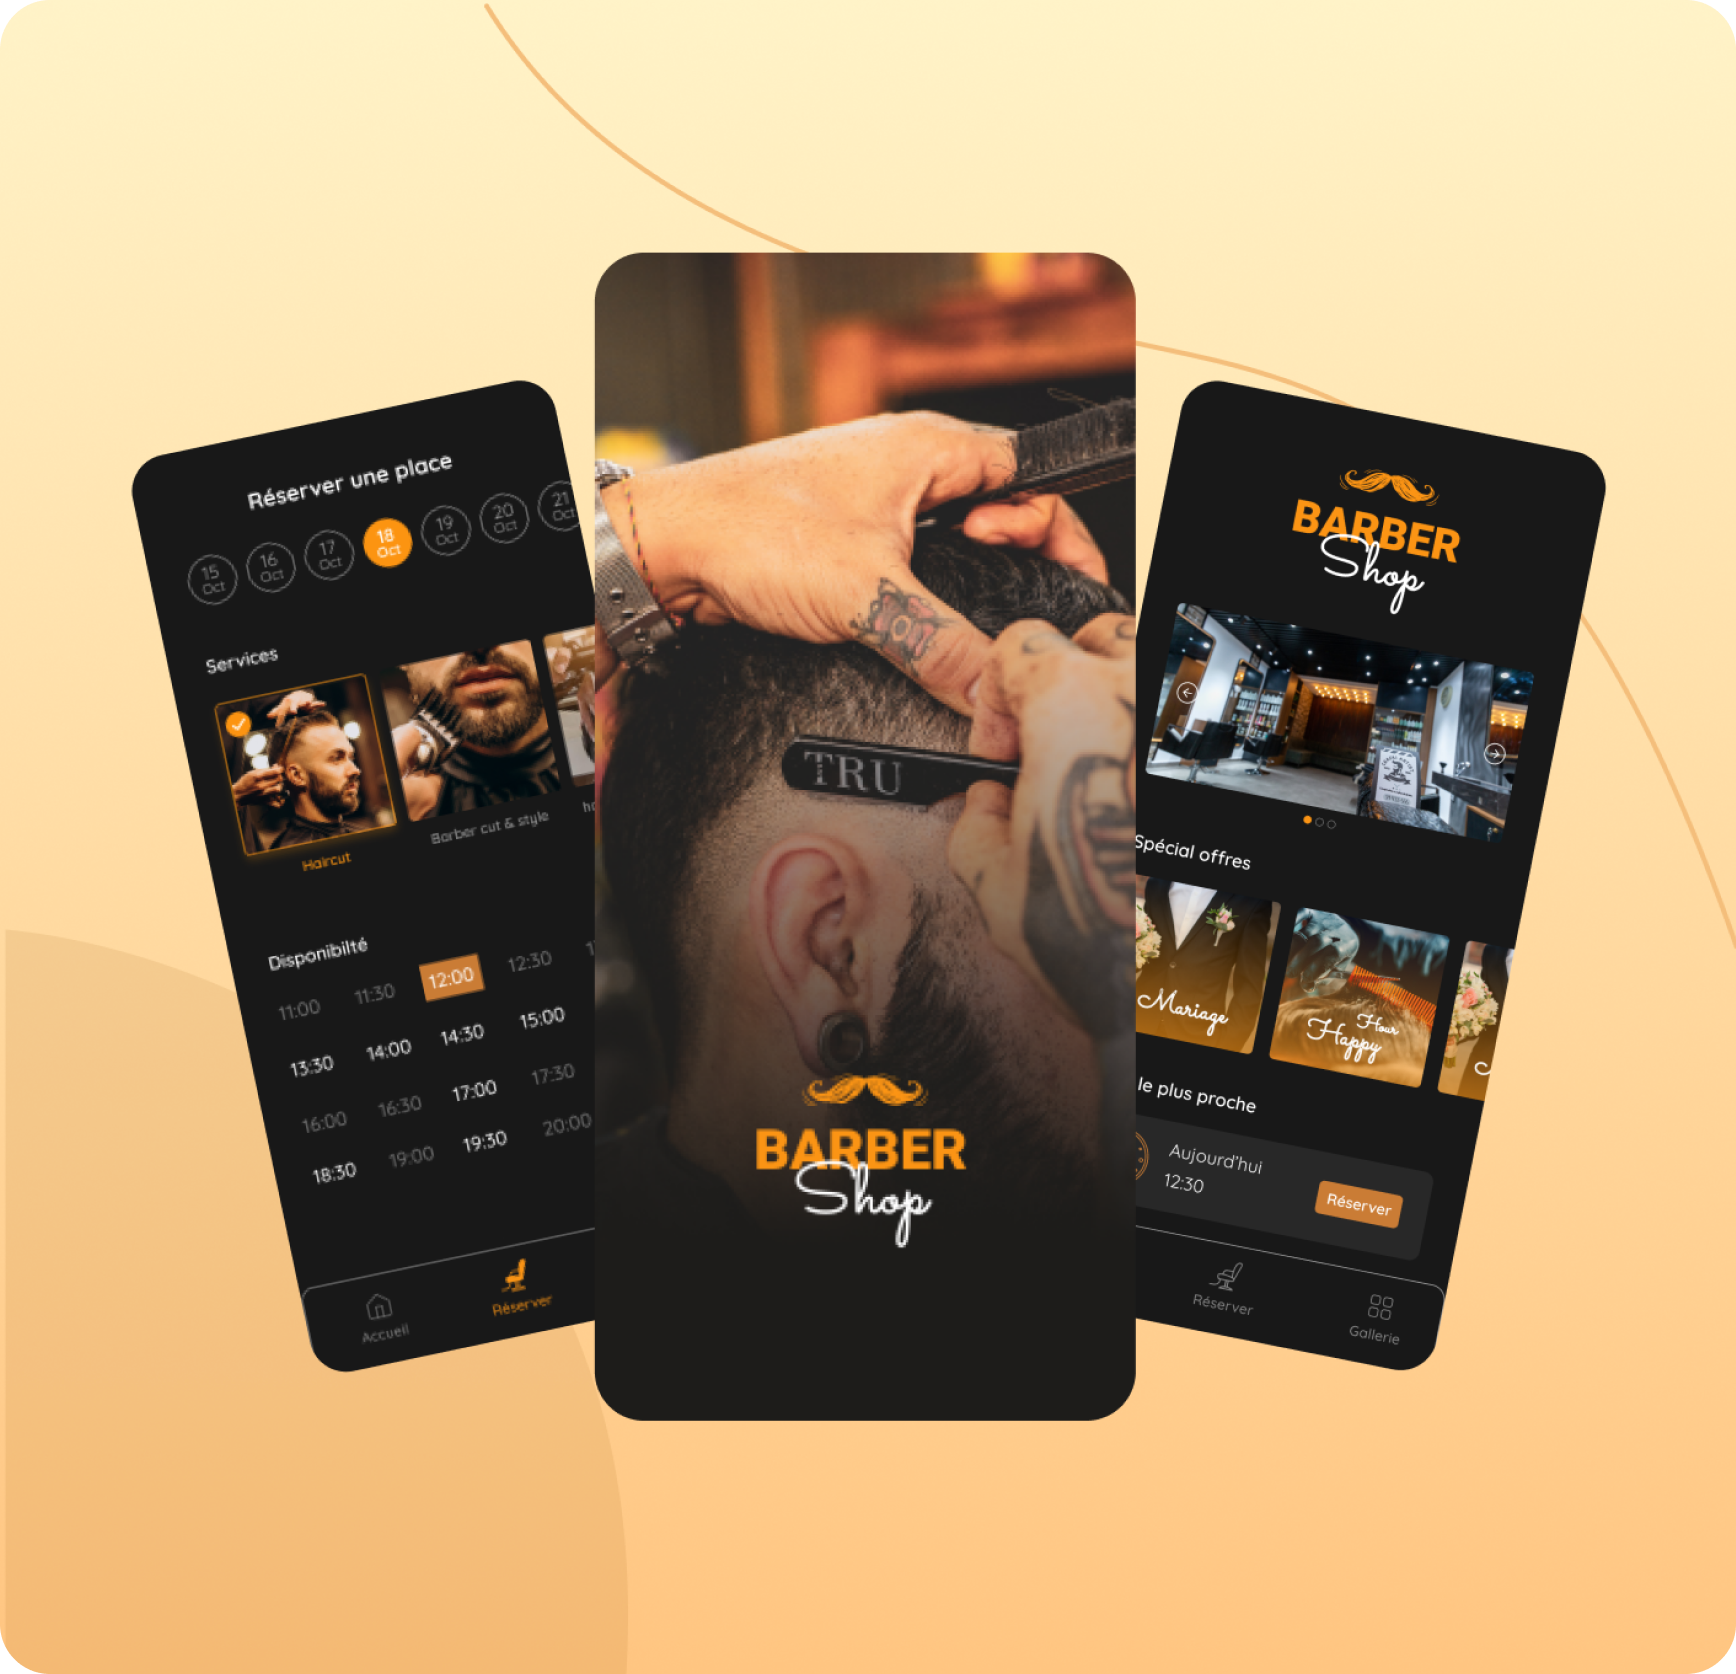 Réserver une place
15 Oct
16 Oct
17 Oct
18 Oct
19 Oct
20 Oct
21 Oct
Services
Haircut
Barber cut & style
Disponibilté
11:00 11:30 12:00 12:30
13:30 14:00 14:30 15:00
16:00 16:30 17:00 17:30
18:30 19:00 19:30 20:00
Accueil
Réserver
TRU
BARBER
Shop
BARBER
Shop
Spécial offres
Mariage
Hour
Happy
le plus proche
Aujourd'hui
12:30
Réserver
Réserver
Gallerie